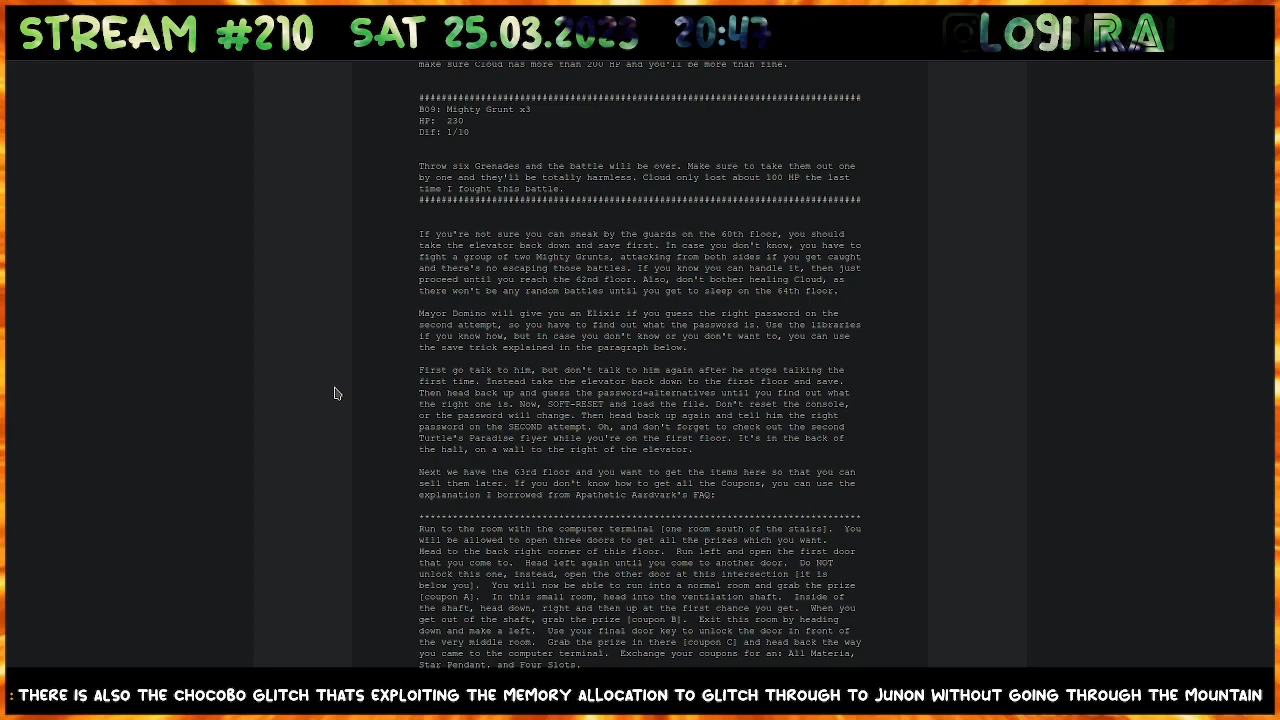 STREAM #210 SAT 25.03.2023 20:47 LO9I RA
make sure Cloud has more than 200 HP and you'll be more than fine.
##############################################################################
B09: Mighty Grunt x3
HP:  230
Dif: 1/10
Throw six Grenades and the battle will be over. Make sure to take them out one
by one and they'll be totally harmless. Cloud only lost about 100 HP the last
time I fought this battle.
##############################################################################
If you're not sure you can sneak by the guards on the 60th floor, you should
take the elevator back down and save first. In case you don't know, you have to
fight a group of two Mighty Grunts, attacking from both sides if you get caught
and there's no escaping those battles. If you know you can handle it, then just
proceed until you reach the 62nd floor. Also, don't bother healing Cloud, as
there won't be any random battles until you get to sleep on the 64th floor.
Mayor Domino will give you an Elixir if you guess the right password on the
second attempt, so you have to find out what the password is. Use the libraries
if you know how, but in case you don't know or you don't want to, you can use
the save trick explained in the paragraph below.
First go talk to him, but don't talk to him again after he stops talking the
first time. Instead take the elevator back down to the first floor and save.
Then head back up and guess the password-alternatives until you find out what
the right one is. Now, SOFT-RESET and load the file. Don't reset the console,
or the password will change. Then head back up again and tell him the right
password on the SECOND attempt. Oh, and don't forget to check out the second
Turtle's Paradise flyer while you're on the first floor. It's in the back of
the hall, on a wall to the right of the elevator.
Next we have the 63rd floor and you want to get the items here so that you can
sell them later. If you don't know how to get all the Coupons, you can use the
explanation I borrowed from Apathetic Aardvark's FAQ:
******************************************************************************
Run to the room with the computer terminal [one room south of the stairs].  You
will be allowed to open three doors to get all the prizes which you want.
Head to the back right corner of this floor.  Run left and open the first door
that you come to.  Head left again until you come to another door.  Do NOT
unlock this one, instead, open the other door at this intersection [it is
below you].  You will now be able to run into a normal room and grab the prize
[coupon A].  In this small room, head into the ventilation shaft.  Inside of
the shaft, head down, right and then up at the first chance you get.  When you
get out of the shaft, grab the prize [coupon B].  Exit this room by heading
down and make a left.  Use your final door key to unlock the door in front of
the very middle room.  Grab the prize in there [coupon C] and head back the way
you came to the computer terminal.  Exchange your coupons for an: All Materia,
Star Pendant, and Four Slots.
: THERE IS ALSO THE CHOCOBO GLITCH THATS EXPLOITING THE MEMORY ALLOCATION TO GLITCH THROUGH TO JUNON WITHOUT GOING THROUGH THE MOUNTAIN